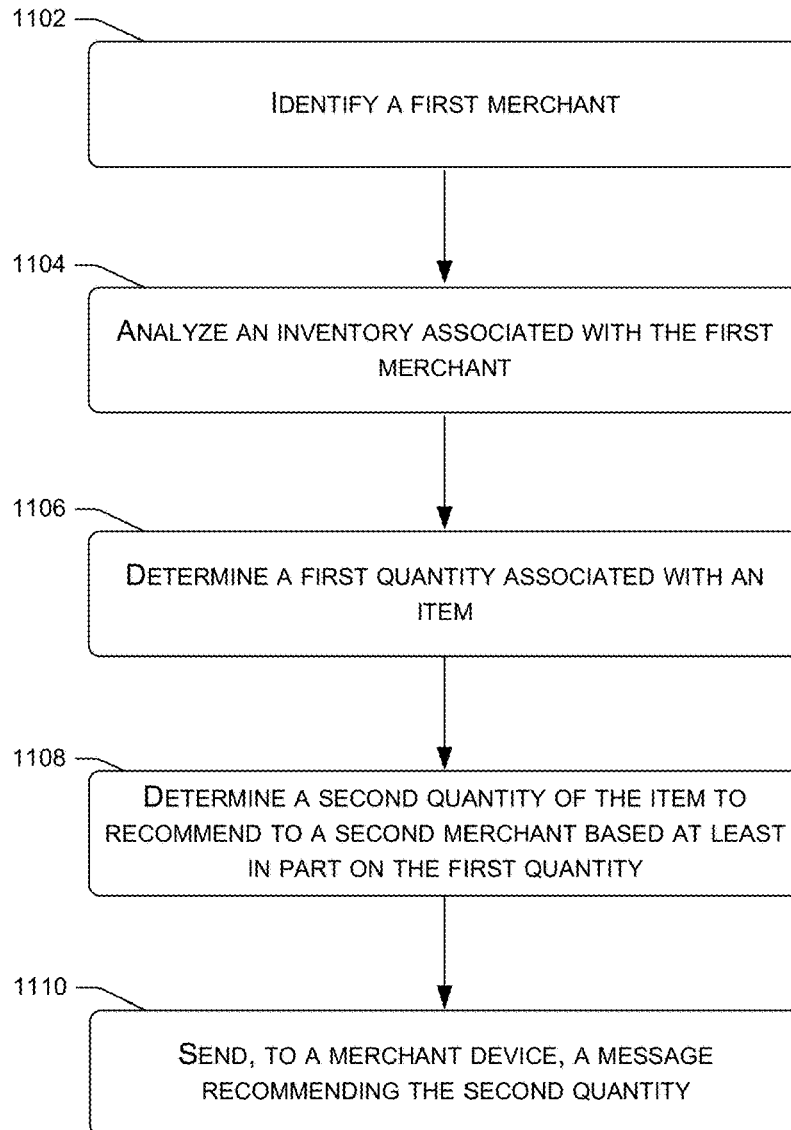 1102
IDENTIFY A FIRST MERCHANT
1104
ANALYZE AN INVENTORY ASSOCIATED WITH THE FIRST
MERCHANT
1106
DETERMINE A FIRST QUANTITY ASSOCIATED WITH AN
ITEM
1108
DETERMINE A SECOND QUANTITY OF THE ITEM TO
RECOMMEND TO A SECOND MERCHANT BASED AT LEAST
IN PART ON THE FIRST QUANTITY
1110
SEND, TO A MERCHANT DEVICE, A MESSAGE
RECOMMENDING THE SECOND QUANTITY